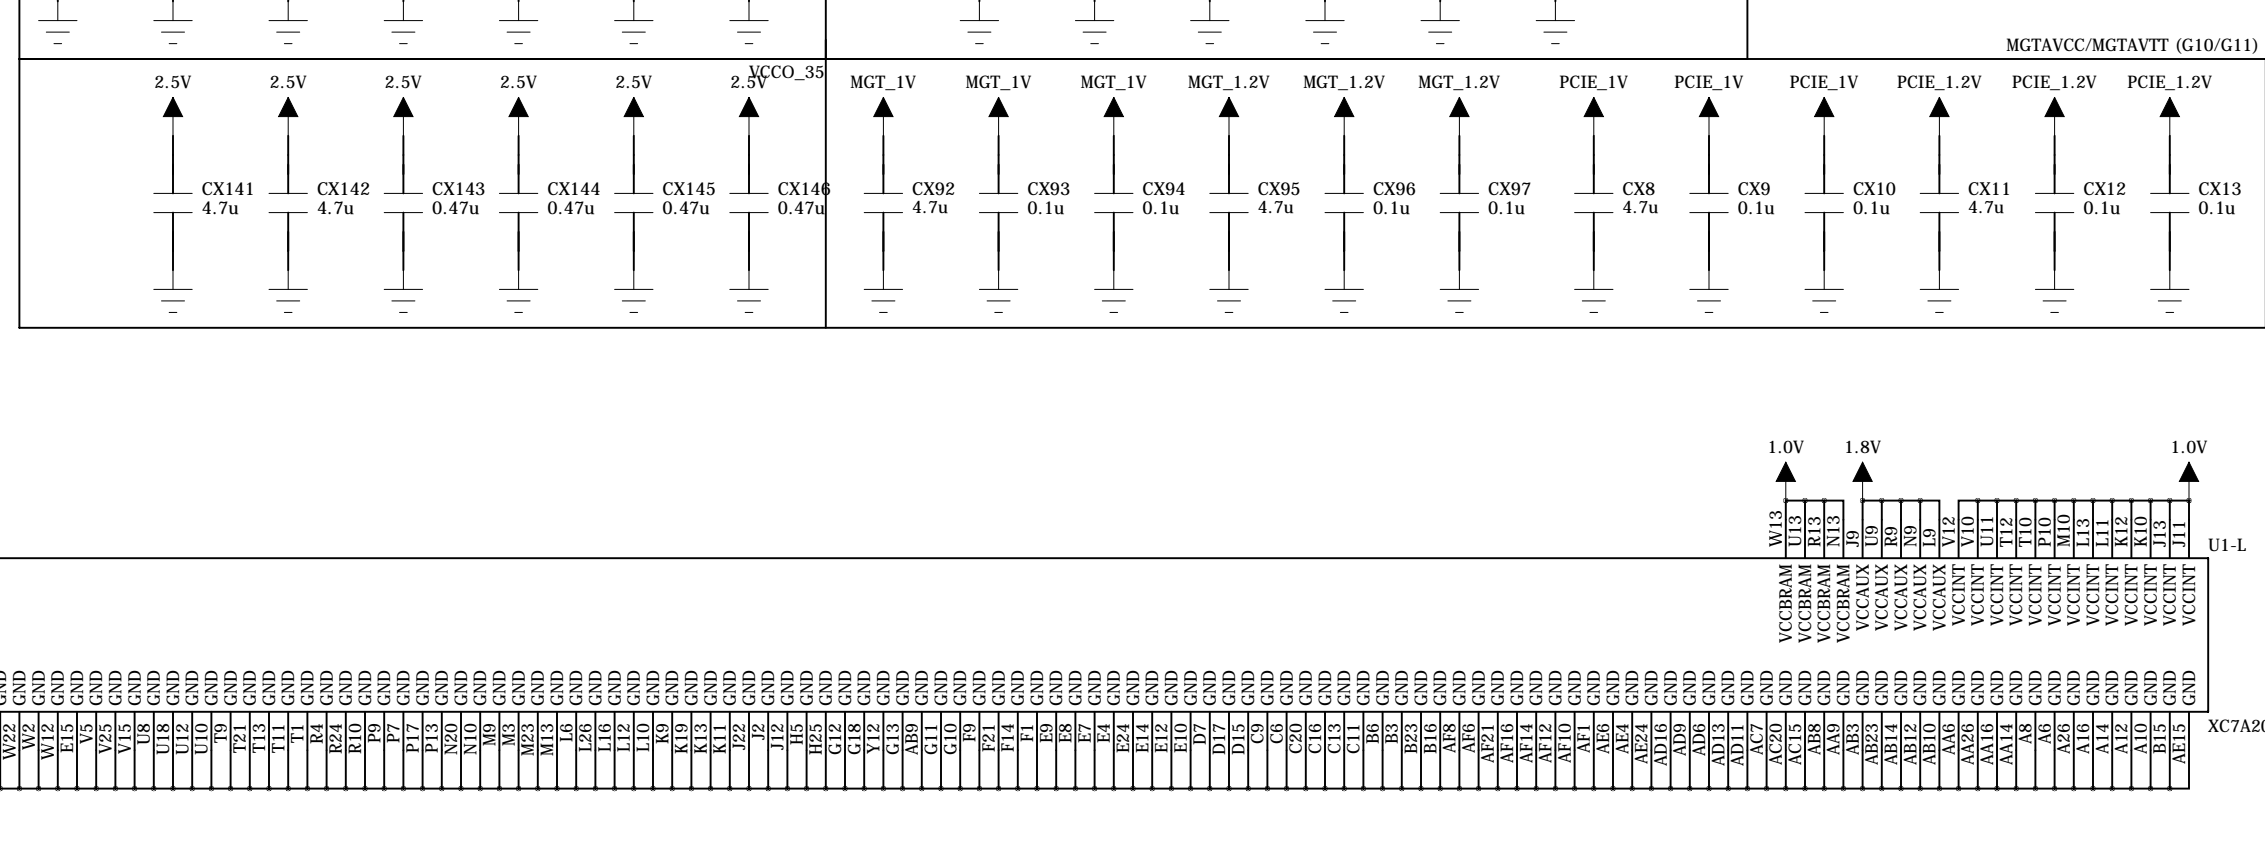 MGTAVCC/MGTAVTT (G10/G11)
VCCO_35
2.5V 2.5V 2.5V 2.5V 2.5V 2.5V MGT_1V MGT_1V MGT_1V MGT_1.2V MGT_1.2V MGT_1.2V PCIE_1V PCIE_1V PCIE_1V PCIE_1.2V PCIE_1.2V PCIE_1.2V
CX141 CX142 CX143 CX144 CX145 CX146 CX92 CX93 CX94 CX95 CX96 CX97 CX8 CX9 CX10 CX11 CX12 CX13
4.7u 4.7u 0.47u 0.47u 0.47u 0.47u 4.7u 0.1u 0.1u 4.7u 0.1u 0.1u 4.7u 0.1u 0.1u 4.7u 0.1u 0.1u
1.0V 1.8V 1.0V
W13 U13 R13 N13 J9 U9 R9 N9 L9 V12 V10 U11 T12 T10 P10 M10 L13 L11 K12 K10 J13 J11
U1-L
VCCBRAM VCCBRAM VCCBRAM VCCBRAM VCCAUX VCCAUX VCCAUX VCCAUX VCCAUX VCCINT VCCINT VCCINT VCCINT VCCINT VCCINT VCCINT VCCINT VCCINT VCCINT VCCINT VCCINT VCCINT
GND GND GND GND GND GND GND GND GND GND GND GND GND GND GND GND GND GND GND GND GND GND GND GND GND GND GND GND GND GND GND GND GND GND GND GND GND GND GND GND GND GND GND GND GND GND GND GND GND GND GND GND GND GND GND GND GND GND GND GND GND GND GND GND GND GND GND GND GND GND GND GND GND GND GND GND GND GND GND GND GND GND GND GND GND GND GND GND GND GND GND GND GND GND GND GND GND GND GND GND GND GND GND GND GND GND GND GND GND GND GND GND GND GND GND
W22 W2 W12 E15 V5 V25 V15 U8 U18 U12 U10 T9 T21 T13 T11 T1 R4 R24 R10 P9 P7 P17 P13 N20 N10 M9 M3 M23 M13 L6 L26 L16 L12 L10 K9 K19 K13 K11 J22 J2 J12 H5 H25 G12 G18 Y12 G13 AB9 G11 G10 F9 F21 F14 F1 E9 E8 E7 E4 E24 E14 E12 E10 D7 D17 D15 C9 C6 C20 C16 C13 C11 B6 B3 B23 B16 AF8 AF6 AF21 AF16 AF14 AF12 AF10 AF1 AE6 AE4 AE24 AD16 AD9 AD6 AD13 AD11 AC7 AC20 AC15 AB8 AA9 AB3 AB23 AB14 AB12 AB10 AA6 AA26 AA16 AA14 A8 A6 A26 A16 A14 A12 A10 B15 AE15
XC7A20